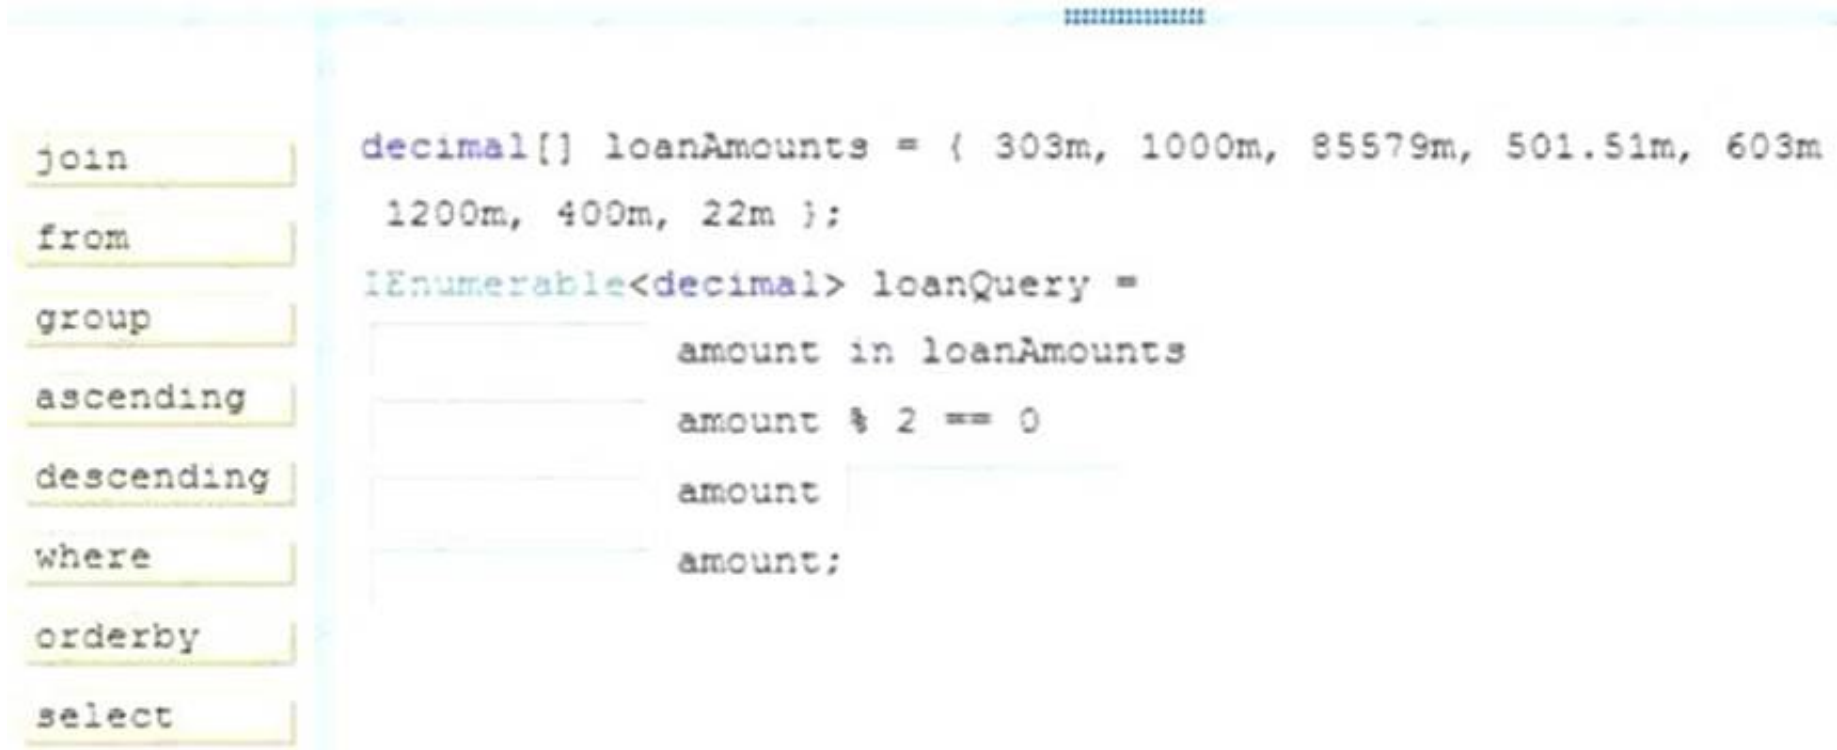 join
from
group
ascending
descending
where
orderby
select
decimal[] loanAmounts = { 303m, 1000m, 85579m, 501.51m, 603m
1200m, 400m, 22m };
IEnumerable<decimal> loanQuery =
amount in loanAmounts
amount % 2 == 0
amount
amount;